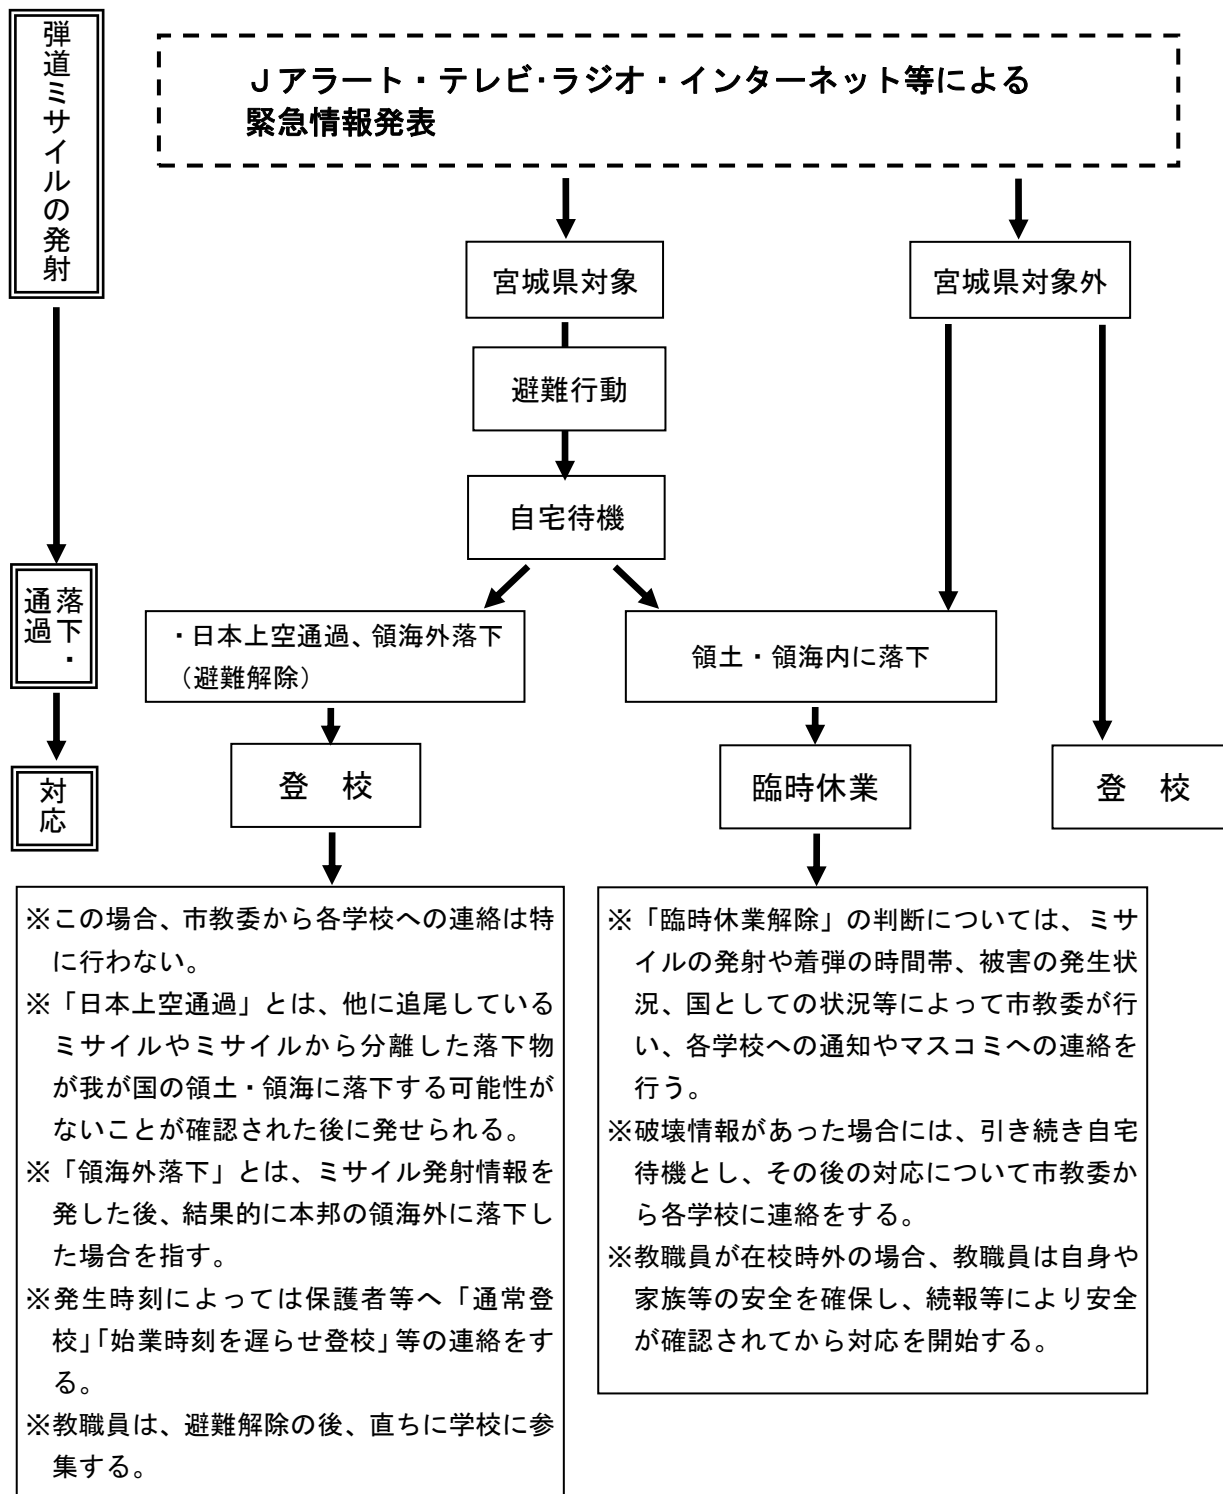 弾道ミサイルの発射
Ｊアラート・テレビ・ラジオ・インターネット等による
緊急情報発表
宮城県対象
宮城県対象外
避難行動
自宅待機
落下・
通過
・日本上空通過、領海外落下
（避難解除）
領土・領海内に落下
対応
登　校
臨時休業
登　校
※この場合、市教委から各学校への連絡は特
に行わない。
※「日本上空通過」とは、他に追尾している
ミサイルやミサイルから分離した落下物
が我が国の領土・領海に落下する可能性が
ないことが確認された後に発せられる。
※「領海外落下」とは、ミサイル発射情報を
発した後、結果的に本邦の領海外に落下し
た場合を指す。
※発生時刻によっては保護者等へ「通常登
校」「始業時刻を遅らせ登校」等の連絡をす
る。
※教職員は、避難解除の後、直ちに学校に参
集する。
※「臨時休業解除」の判断については、ミサ
イルの発射や着弾の時間帯、被害の発生状
況、国としての状況等によって市教委が行
い、各学校への通知やマスコミへの連絡を
行う。
※破壊情報があった場合には、引き続き自宅
待機とし、その後の対応について市教委か
ら各学校に連絡をする。
※教職員が在校時外の場合、教職員は自身や
家族等の安全を確保し、続報等により安全
が確認されてから対応を開始する。